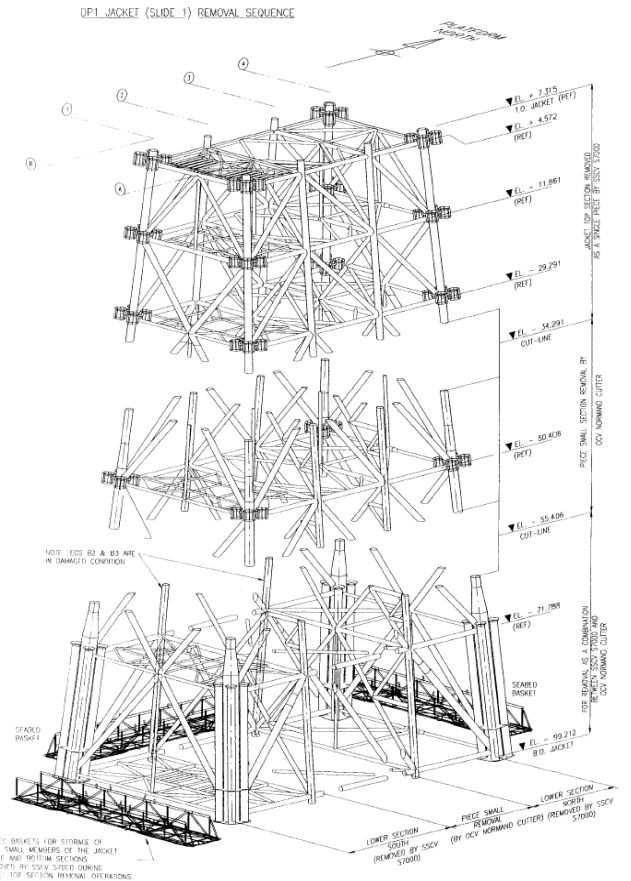 DP1 JACKET (SLIDE 1) REMOVAL SEQUENCE
PLATFORM
NORTH
4
3
2
1
B
A
EL. + 7.315
T.O. JACKET (REF)
EL. + 4.572
(REF)
EL. - 11.861
(REF)
EL. - 29.291
(REF)
EL. - 34.291
CUT-LINE
EL. - 50.406
(REF)
EL. - 55.406
CUT-LINE
EL. - 71.788
(REF)
EL. - 99.212
B.O. JACKET
JACKET TOP SECTION REMOVED
AS A SINGLE PIECE BY SSCV S7000
PIECE SMALL SECTION REMOVAL BY
OCV NORMAND CUTTER
FOR REMOVAL AS A COMBINATION
BETWEEN SSCV S7000 AND
OCV NORMAND CUTTER
NOTE LEGS B2 & B3 ARE
IN DAMAGED CONDITION
SEABED
BASKET
SEABED
BASKET
LOWER SECTION
SOUTH
(REMOVED BY SSCV
S7000)
PIECE SMALL
REMOVAL
(BY OCV NORMAND CUTTER)
LOWER SECTION
NORTH
(REMOVED BY SSCV
S7000)
BASKETS FOR STORAGE OF
SMALL MEMBERS OF THE JACKET
AND BOTTOM SECTIONS
BY SSCV S7000 DURING
TOP SECTION REMOVAL OPERATIONS.